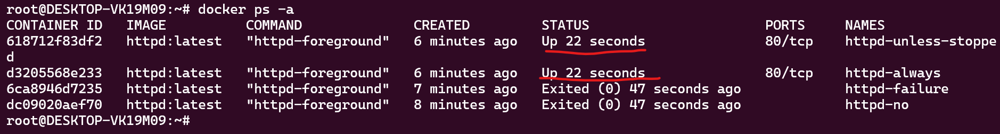 root@DESKTOP-VK19M09:~# docker ps -a
CONTAINER ID   IMAGE          COMMAND              CREATED         STATUS                      PORTS     NAMES
618712f83df2   httpd:latest   "httpd-foreground"   6 minutes ago   Up 22 seconds               80/tcp    httpd-unless-stoppe
d
d3205568e233   httpd:latest   "httpd-foreground"   6 minutes ago   Up 22 seconds               80/tcp    httpd-always
6ca8946d7235   httpd:latest   "httpd-foreground"   7 minutes ago   Exited (0) 47 seconds ago             httpd-failure
dc09020aef70   httpd:latest   "httpd-foreground"   8 minutes ago   Exited (0) 47 seconds ago             httpd-no
root@DESKTOP-VK19M09:~#